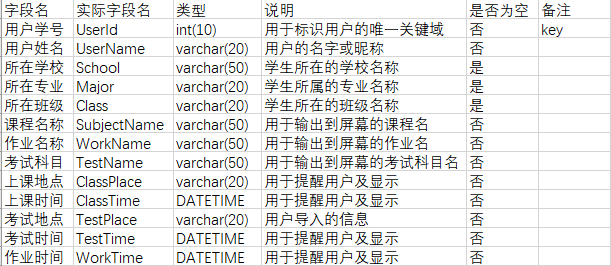 字段名 实际字段名 类型 说明 是否为空 备注
用户学号 UserId int(10) 用于标识用户的唯一关键域 否 key
用户姓名 UserName varchar(20) 用户的名字或昵称 否
所在学校 School varchar(50) 学生所在的学校名称 是
所在专业 Major varchar(20) 学生所属的专业名称 是
所在班级 Class varchar(20) 学生所在的班级名称 是
课程名称 SubjectName varchar(50) 用于输出到屏幕的课程名 否
作业名称 WorkName varchar(50) 用于输出到屏幕的作业名 否
考试科目 TestName varchar(50) 用于输出到屏幕的考试科目名 否
上课地点 ClassPlace varchar(20) 用于提醒用户及显示 否
上课时间 ClassTime DATETIME 用于提醒用户及显示 否
考试地点 TestPlace varchar(20) 用户导入的信息 否
考试时间 TestTime DATETIME 用于提醒用户及显示 否
作业时间 WorkTime DATETIME 用于提醒用户及显示 否